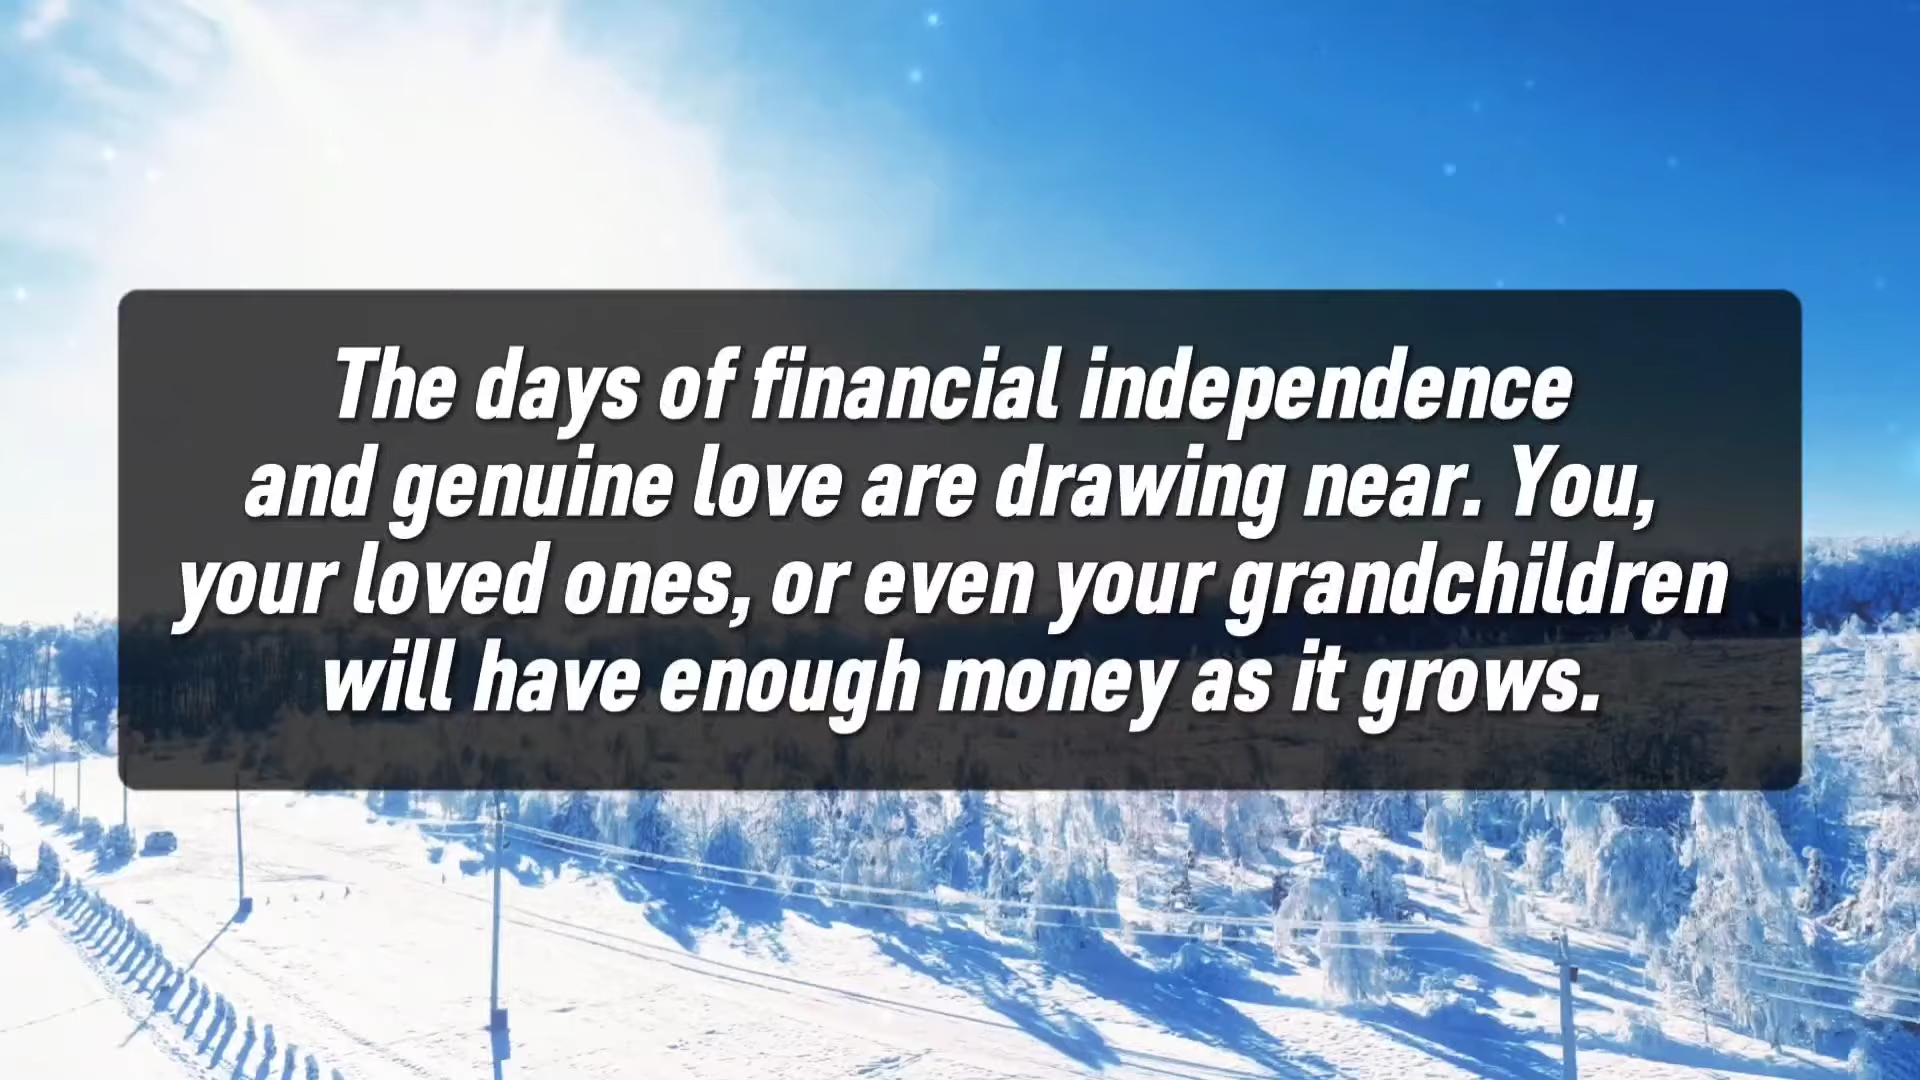 The days of financial independence
and genuine love are drawing near. You,
your loved ones, or even your grandchildren
will have enough money as it grows.